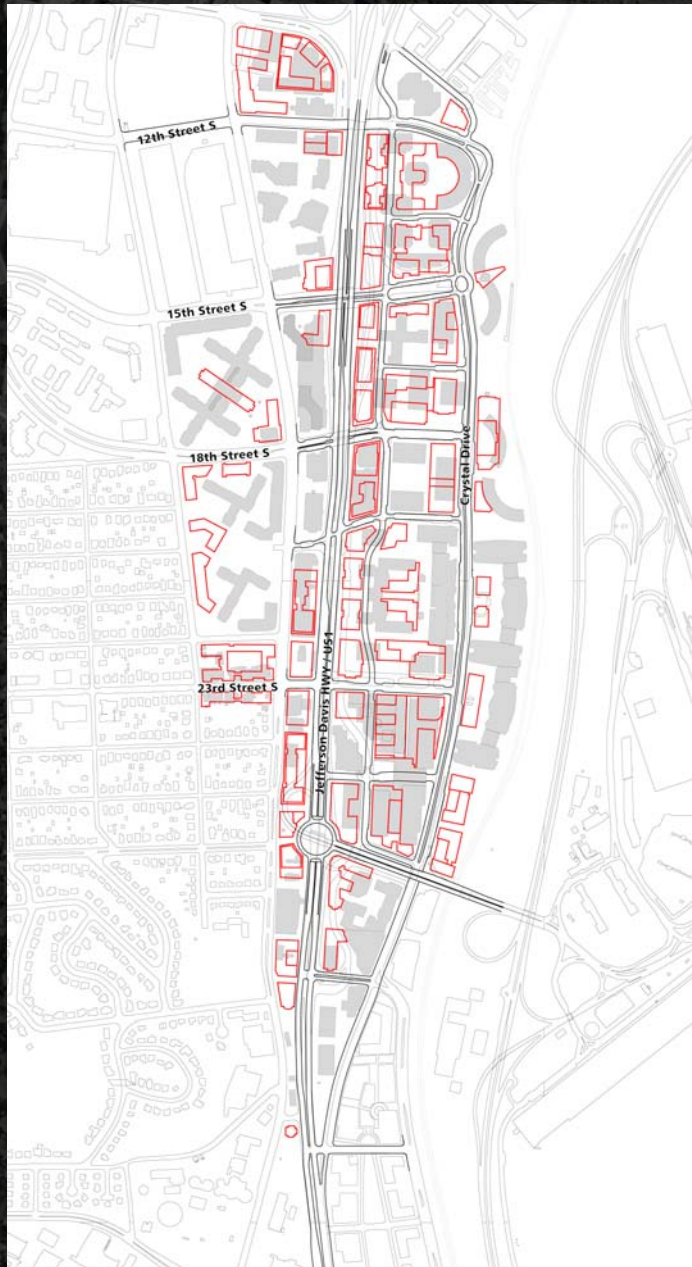 12th Street S
15th Street S
18th Street S
Crystal Drive
23rd Street S
Jefferson Davis HWY / US1